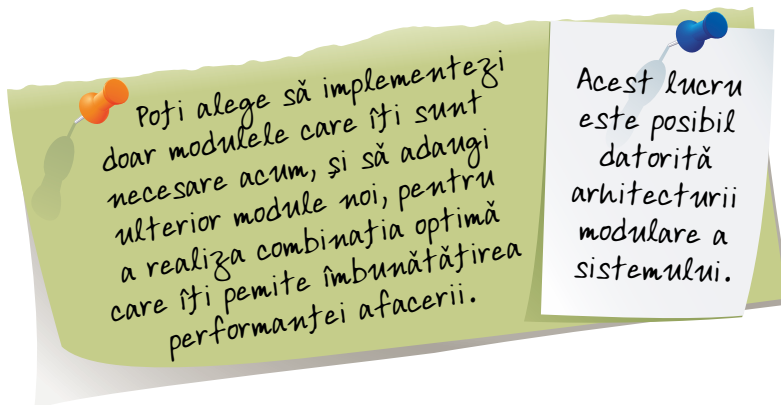 Poți alege să implementezi
doar modulele care îți sunt
necesare acum, și să adaugi
ulterior module noi, pentru
a realiza combinația optimă
care îți pemite îmbunătățirea
performanței afacerii.
Acest lucru
este posibil
datorită
arhitecturii
modulare a
sistemului.